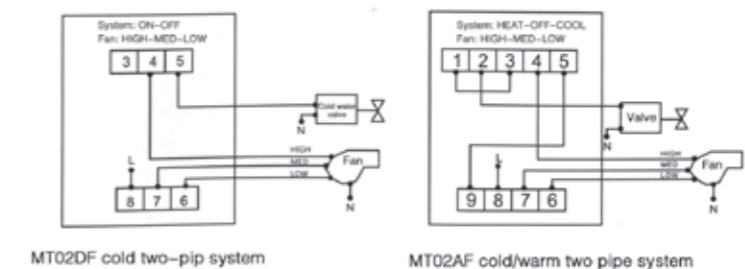 System: ON-OFF
Fan: HIGH-MED-LOW
3 4 5
Cold water
valve
N
HIGH
MED
LOW
Fan
L
8 7 6
N
MT02DF cold two-pip system
System: HEAT-OFF-COOL
Fan: HIGH-MED-LOW
1 2 3 4 5
Valve
N
HIGH
MED
LOW
Fan
L
9 8 7 6
N
MT02AF cold/warm two pipe system